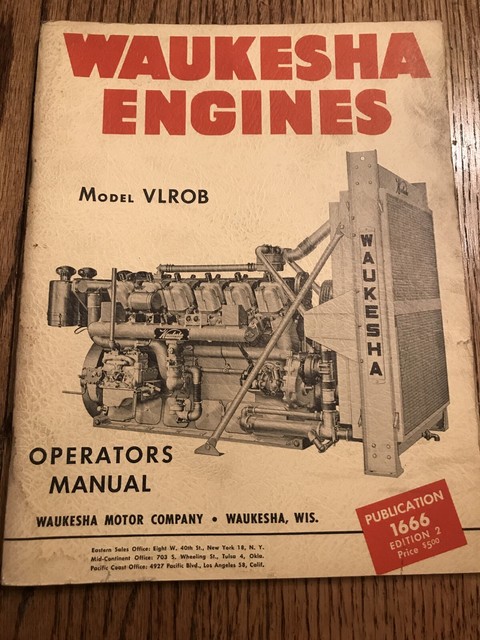 WAUKESHA
ENGINES
MODEL VLROB
WAUKESHA
Waukesha
OPERATORS
MANUAL
WAUKESHA MOTOR COMPANY • WAUKESHA, WIS.
Eastern Sales Office: Eight W. 40th St., New York 18, N. Y.
Mid-Continent Office: 703 S. Wheeling St., Tulsa 4, Okla.
Pacific Coast Office: 4927 Pacific Blvd., Los Angeles 58, Calif.
PUBLICATION
1666
EDITION 2
Price $5.00